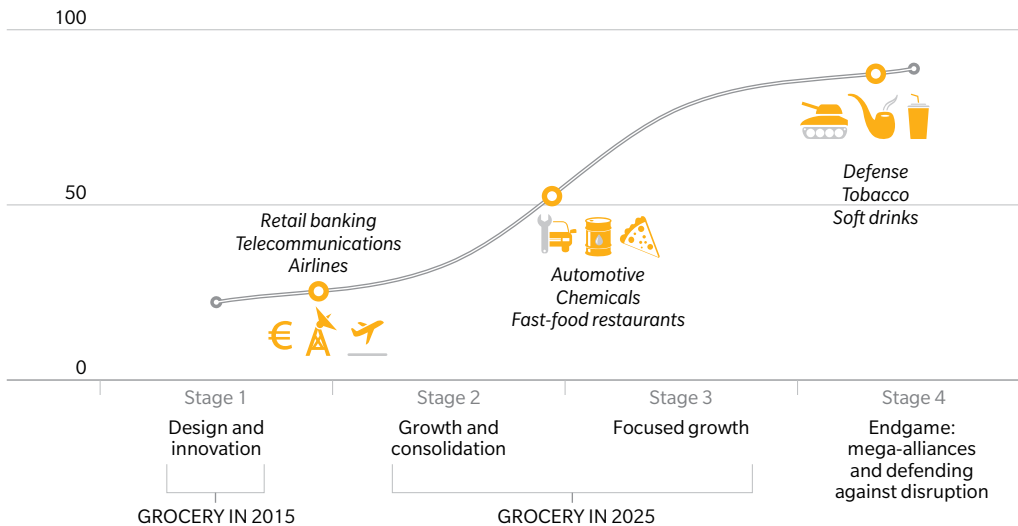 100
50
0
Retail banking
Telecommunications
Airlines
€
Automotive
Chemicals
Fast-food restaurants
Defense
Tobacco
Soft drinks
Stage 1
Design and
innovation
Stage 2
Growth and
consolidation
Stage 3
Focused growth
Stage 4
Endgame:
mega-alliances
and defending
against disruption
GROCERY IN 2015
GROCERY IN 2025